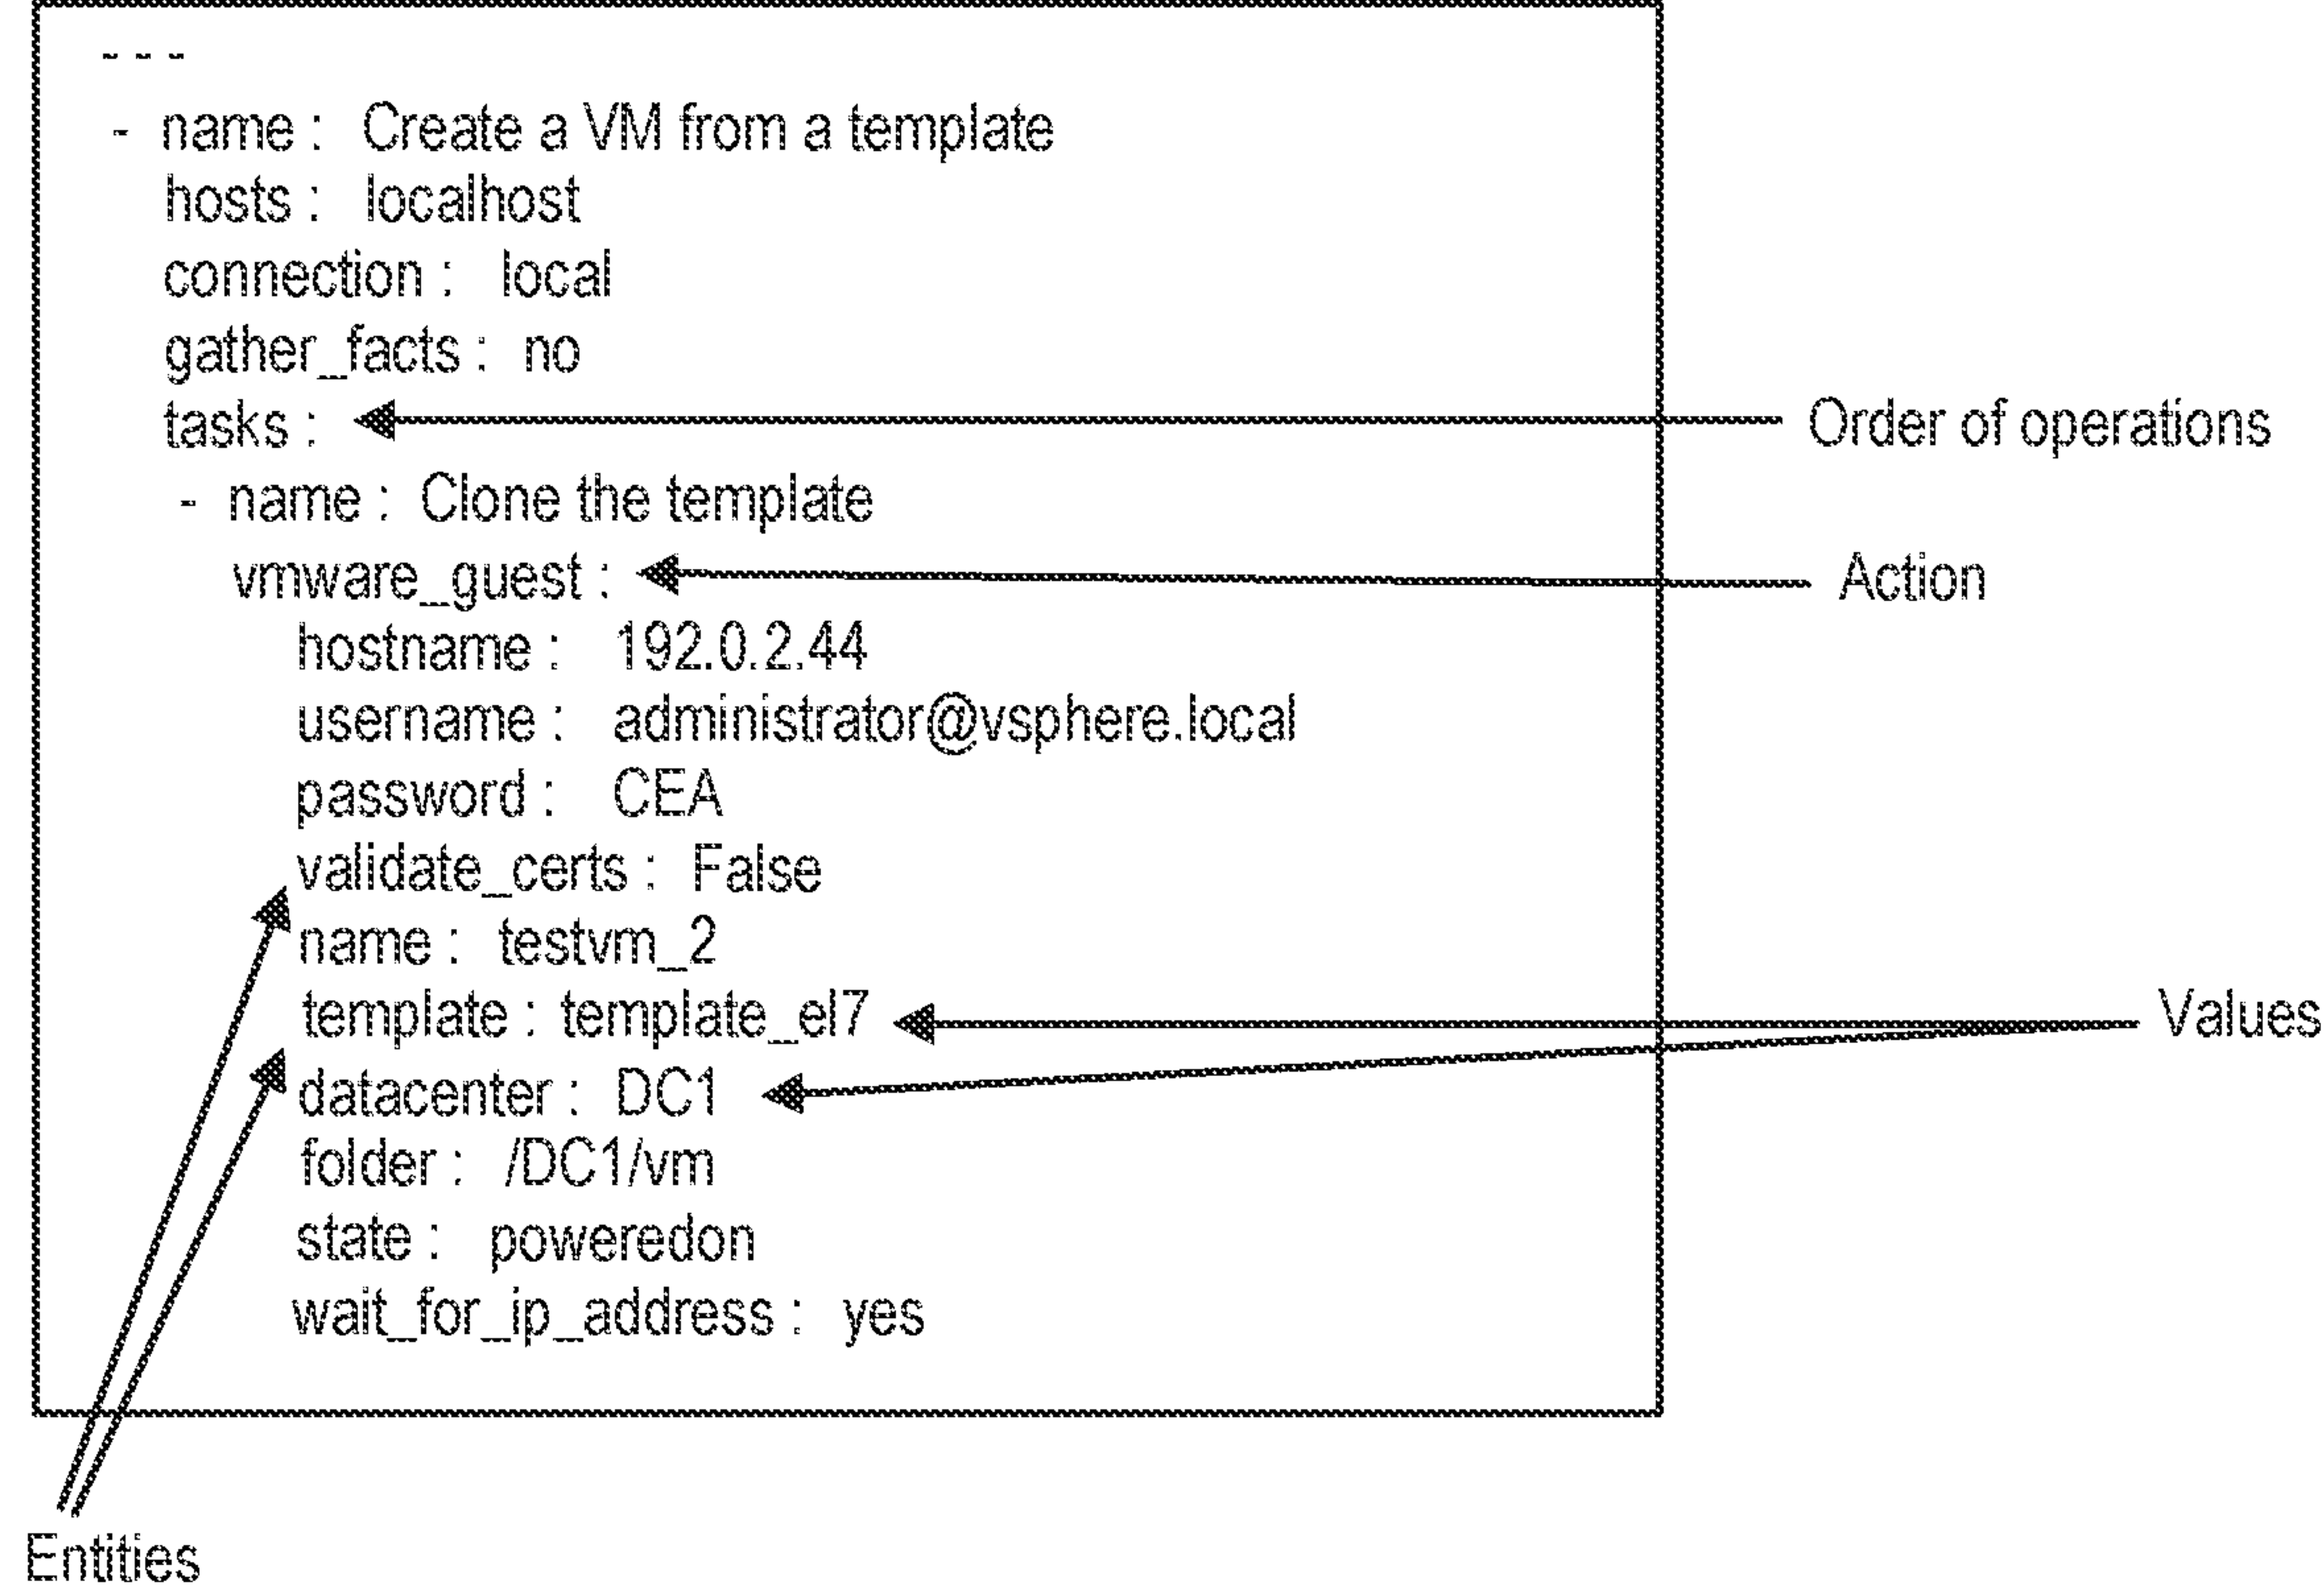 ---
- name : Create a VM from a template
hosts : localhost
connection : local
gather_facts : no
tasks :
Order of operations
- name : Clone the template
vmware_guest :
Action
hostname : 192.0.2.44
username : administrator@vsphere.local
password : CEA
validate_certs : False
name : testvm_2
template : template_el7
Values
datacenter : DC1
folder : /DC1/vm
state : poweredon
wait_for_ip_address : yes
Entities